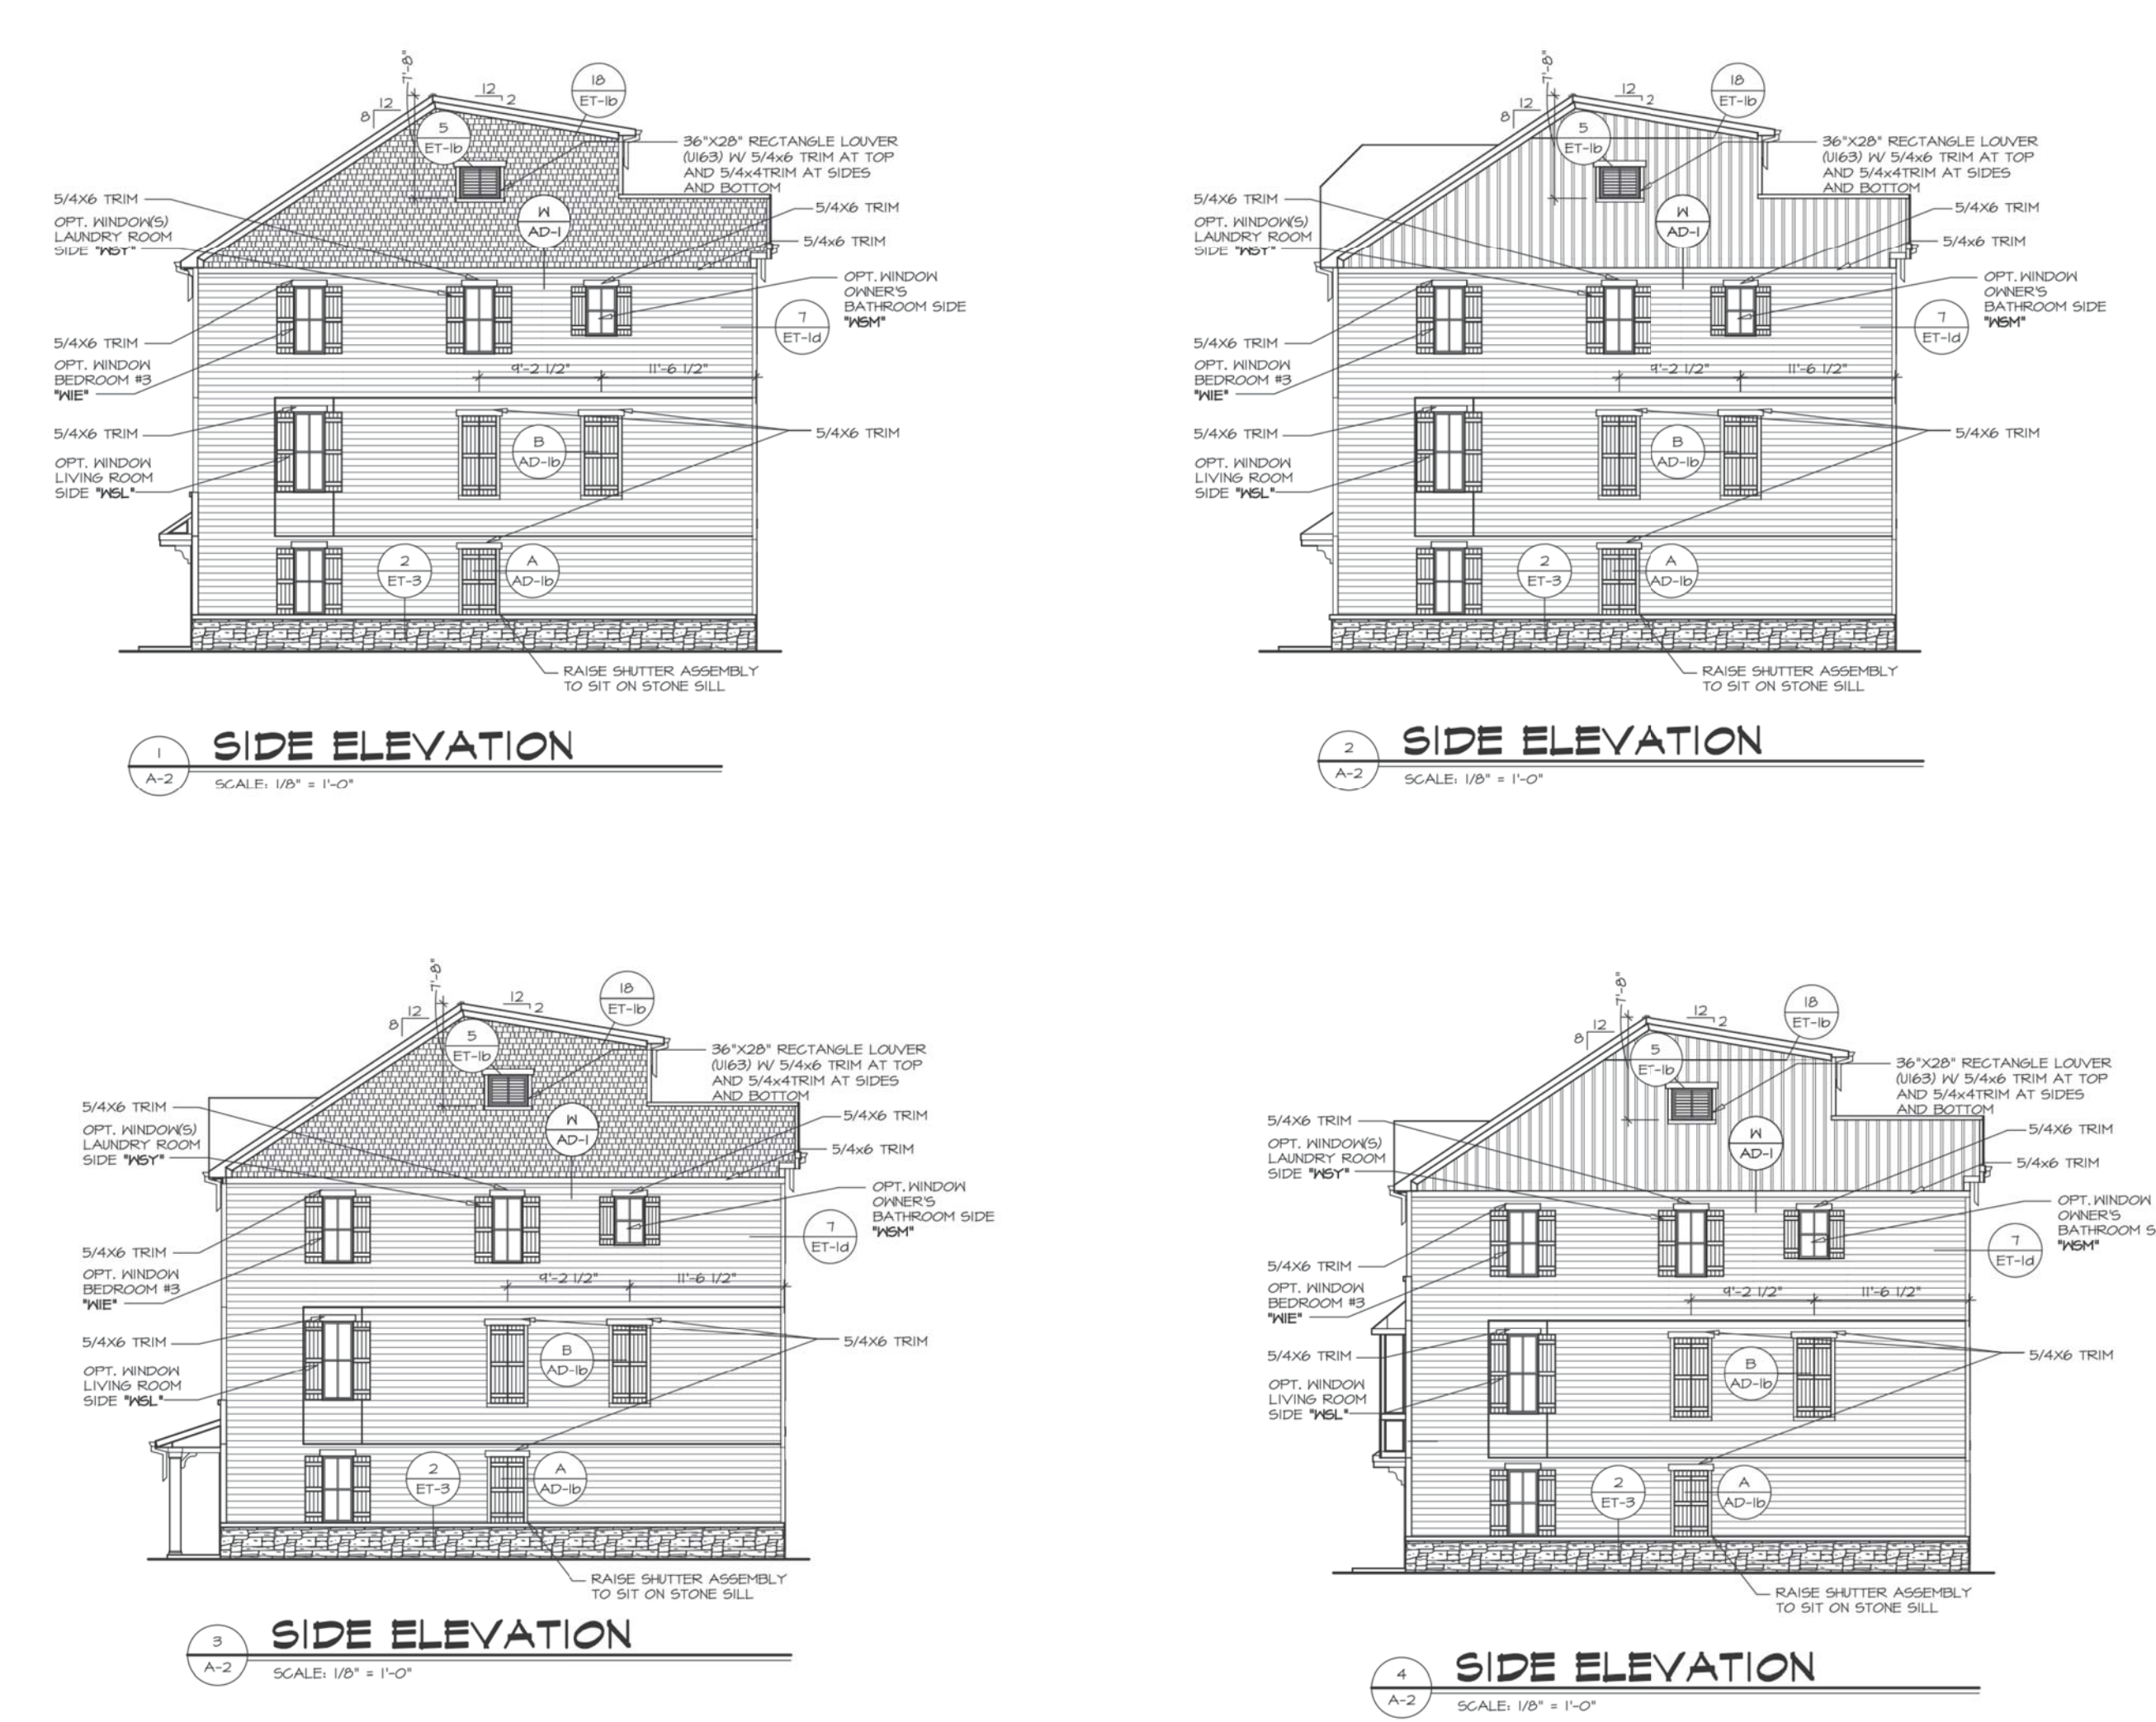 7'-8"
12
8
12
2
18
ET-1b
5
ET-1b
36"X28" RECTANGLE LOUVER
(U163) W/ 5/4x6 TRIM AT TOP
AND 5/4x4TRIM AT SIDES
AND BOTTOM
5/4X6 TRIM
OPT. WINDOW(S)
LAUNDRY ROOM
SIDE "WSY"
W
AD-1
5/4X6 TRIM
5/4x6 TRIM
OPT. WINDOW
OWNER'S
BATHROOM SIDE
"WSM"
7
ET-1d
5/4X6 TRIM
OPT. WINDOW
BEDROOM #3
"WIE"
9'-2 1/2"
11'-6 1/2"
5/4X6 TRIM
5/4X6 TRIM
B
AD-1b
OPT. WINDOW
LIVING ROOM
SIDE "WSL"
2
ET-3
A
AD-1b
RAISE SHUTTER ASSEMBLY
TO SIT ON STONE SILL
1
A-2
SIDE ELEVATION
SCALE: 1/8" = 1'-0"
7'-8"
12
8
12
2
18
ET-1b
5
ET-1b
36"X28" RECTANGLE LOUVER
(U163) W/ 5/4x6 TRIM AT TOP
AND 5/4x4TRIM AT SIDES
AND BOTTOM
5/4X6 TRIM
OPT. WINDOW(S)
LAUNDRY ROOM
SIDE "WSY"
W
AD-1
5/4X6 TRIM
5/4x6 TRIM
OPT. WINDOW
OWNER'S
BATHROOM SIDE
"WSM"
7
ET-1d
5/4X6 TRIM
OPT. WINDOW
BEDROOM #3
"WIE"
9'-2 1/2"
11'-6 1/2"
5/4X6 TRIM
5/4X6 TRIM
B
AD-1b
OPT. WINDOW
LIVING ROOM
SIDE "WSL"
2
ET-3
A
AD-1b
RAISE SHUTTER ASSEMBLY
TO SIT ON STONE SILL
2
A-2
SIDE ELEVATION
SCALE: 1/8" = 1'-0"
7'-8"
12
8
12
2
18
ET-1b
5
ET-1b
36"X28" RECTANGLE LOUVER
(U163) W/ 5/4x6 TRIM AT TOP
AND 5/4x4TRIM AT SIDES
AND BOTTOM
5/4X6 TRIM
OPT. WINDOW(S)
LAUNDRY ROOM
SIDE "WSY"
W
AD-1
5/4X6 TRIM
5/4x6 TRIM
OPT. WINDOW
OWNER'S
BATHROOM SIDE
"WSM"
7
ET-1d
5/4X6 TRIM
OPT. WINDOW
BEDROOM #3
"WIE"
9'-2 1/2"
11'-6 1/2"
5/4X6 TRIM
5/4X6 TRIM
B
AD-1b
OPT. WINDOW
LIVING ROOM
SIDE "WSL"
2
ET-3
A
AD-1b
RAISE SHUTTER ASSEMBLY
TO SIT ON STONE SILL
3
A-2
SIDE ELEVATION
SCALE: 1/8" = 1'-0"
7'-8"
12
8
12
2
18
ET-1b
5
ET-1b
36"X28" RECTANGLE LOUVER
(U163) W/ 5/4x6 TRIM AT TOP
AND 5/4x4TRIM AT SIDES
AND BOTTOM
5/4X6 TRIM
OPT. WINDOW(S)
LAUNDRY ROOM
SIDE "WSY"
W
AD-1
5/4X6 TRIM
5/4x6 TRIM
OPT. WINDOW
OWNER'S
BATHROOM S
"WSM"
7
ET-1d
5/4X6 TRIM
OPT. WINDOW
BEDROOM #3
"WIE"
9'-2 1/2"
11'-6 1/2"
5/4X6 TRIM
5/4X6 TRIM
B
AD-1b
OPT. WINDOW
LIVING ROOM
SIDE "WSL"
2
ET-3
A
AD-1b
RAISE SHUTTER ASSEMBLY
TO SIT ON STONE SILL
4
A-2
SIDE ELEVATION
SCALE: 1/8" = 1'-0"